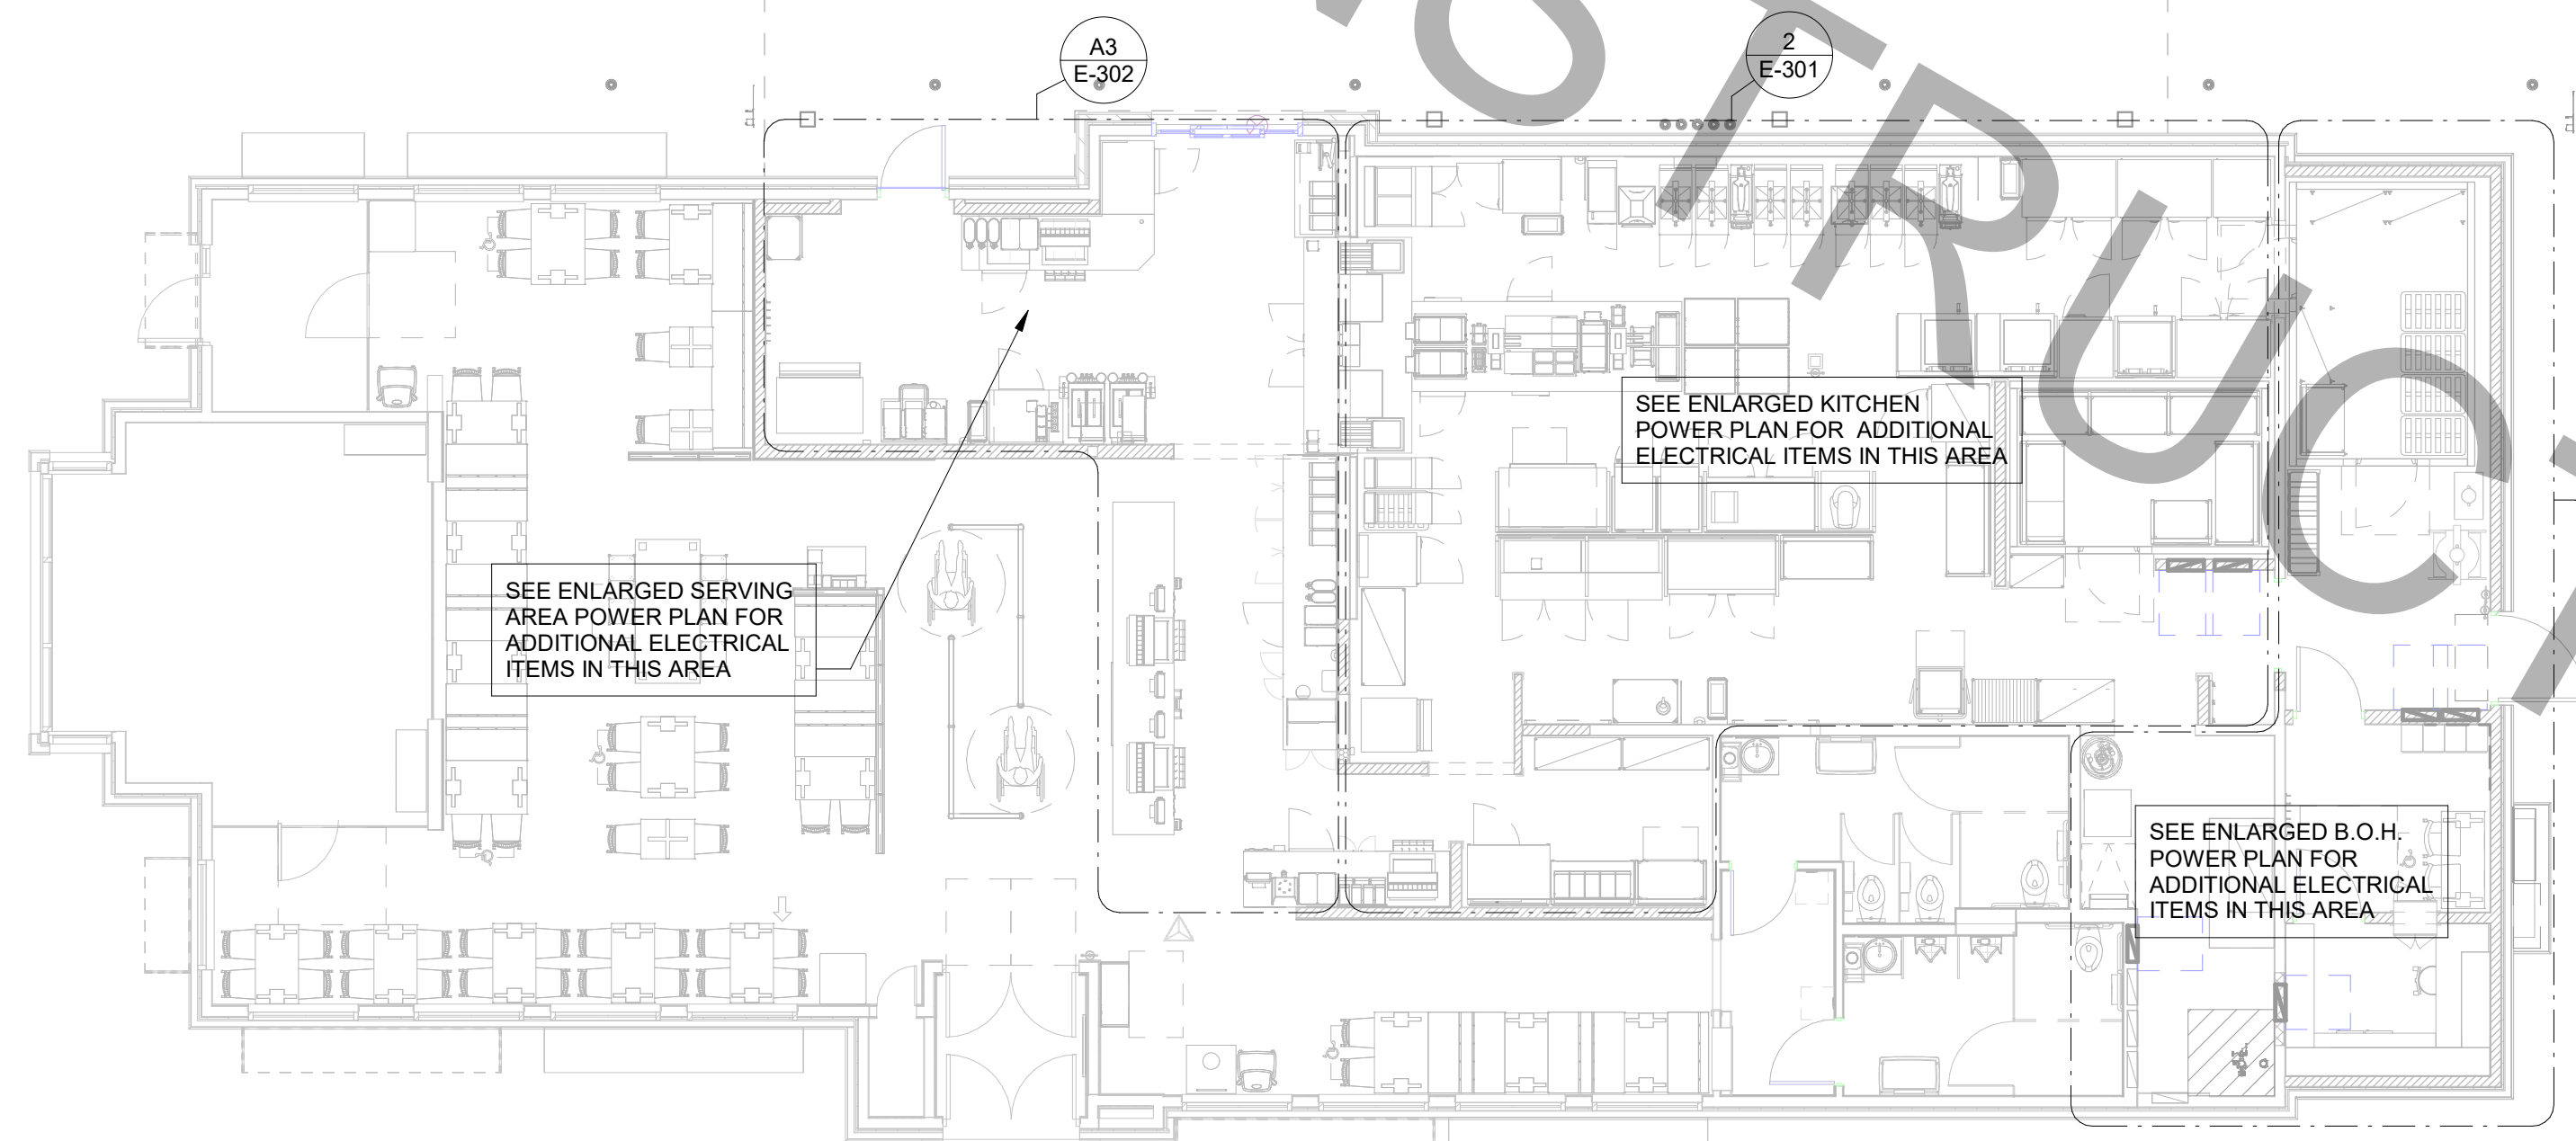 A3
E-302
2
E-301
SEE ENLARGED KITCHEN
POWER PLAN FOR ADDITIONAL
ELECTRICAL ITEMS IN THIS AREA
SEE ENLARGED SERVING
AREA POWER PLAN FOR
ADDITIONAL ELECTRICAL
ITEMS IN THIS AREA
SEE ENLARGED B.O.H.
POWER PLAN FOR
ADDITIONAL ELECTRICAL
ITEMS IN THIS AREA
TRUC